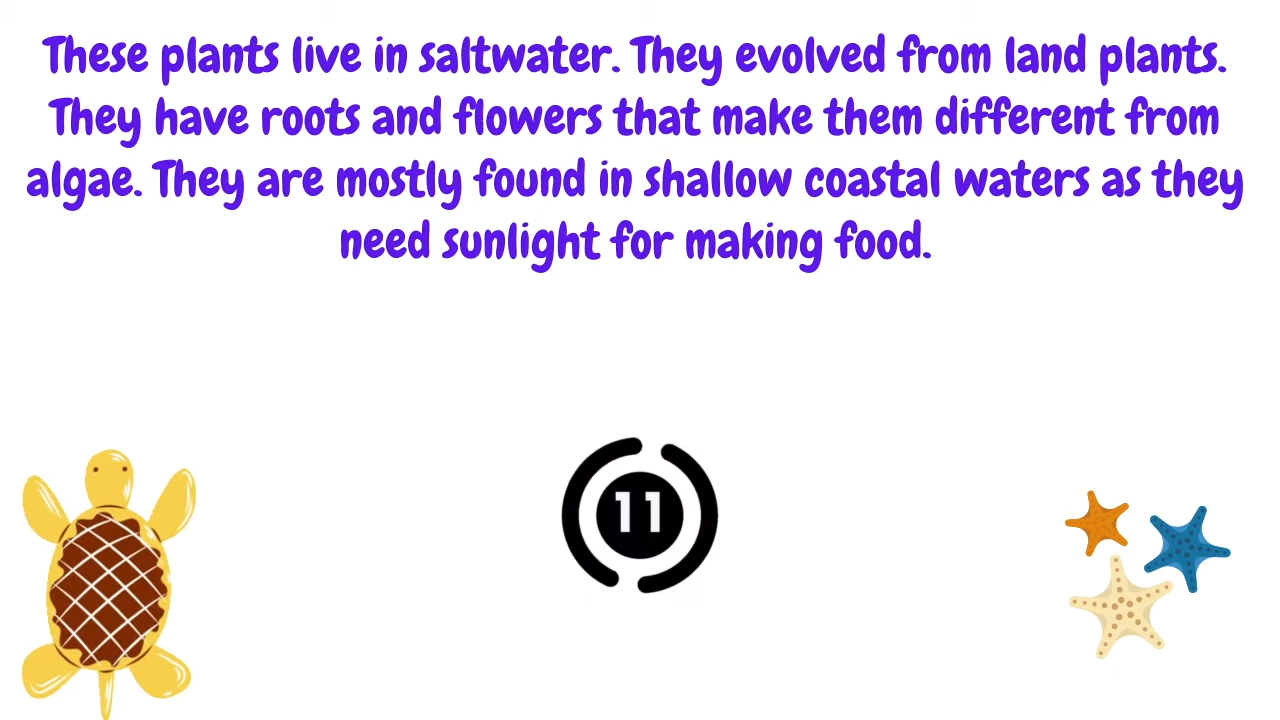 These plants live in saltwater. They evolved from land plants.
They have roots and flowers that make them different from
algae. They are mostly found in shallow coastal waters as they
need sunlight for making food.
11